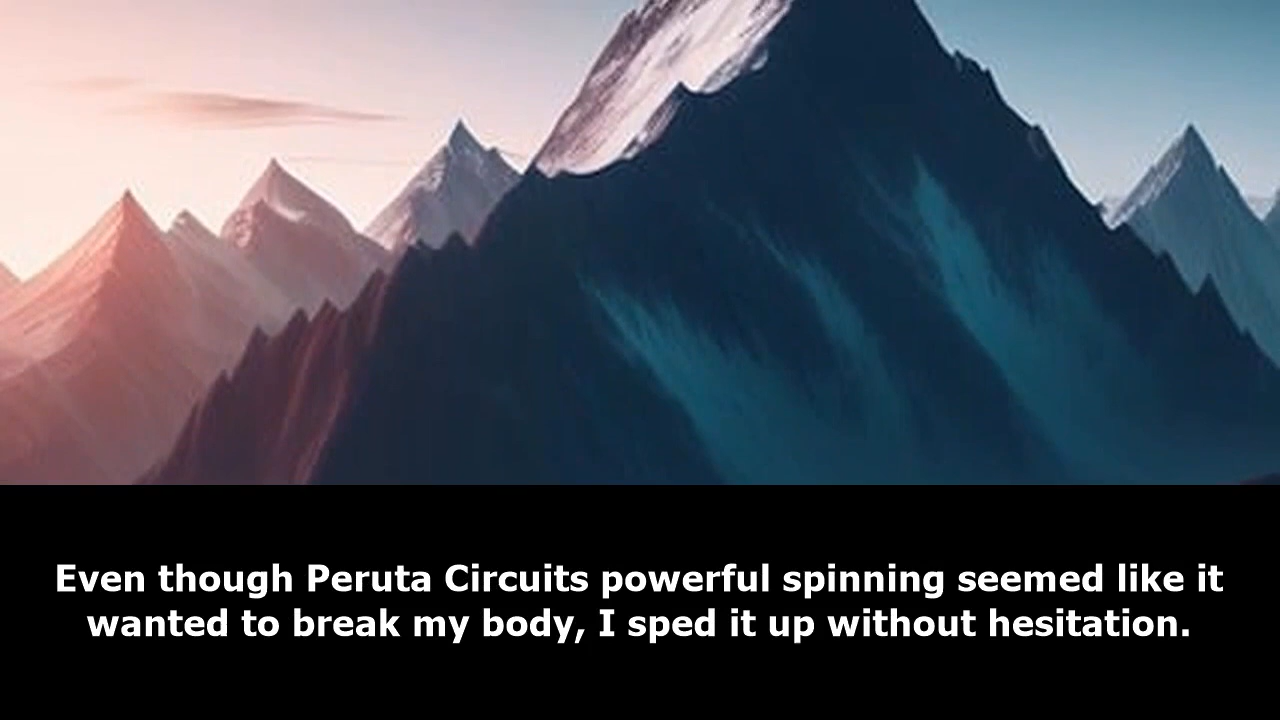 Even though Peruta Circuits powerful spinning seemed like it
wanted to break my body, I sped it up without hesitation.